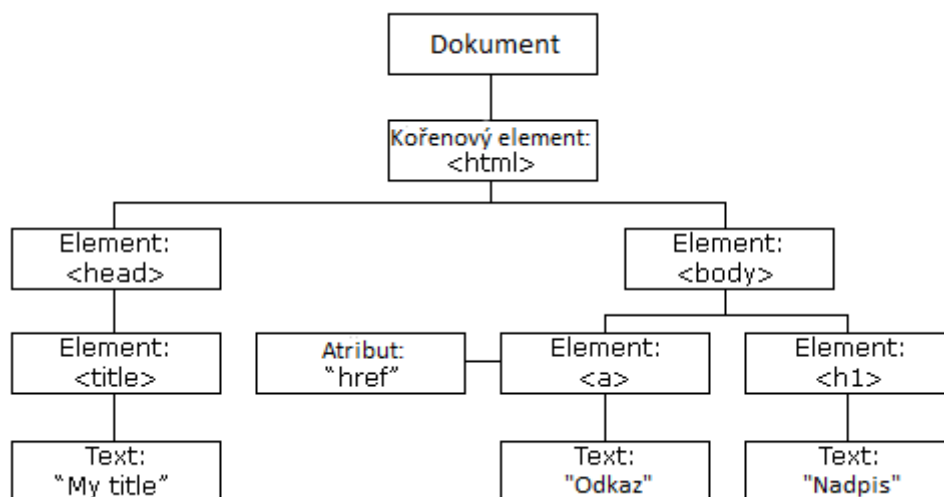 Dokument
Kořenový element:
<html>
Element:
<head>
Element:
<body>
Element:
<title>
Atribut:
“href”
Element:
<a>
Element:
<h1>
Text:
“My title”
Text:
"Odkaz"
Text:
"Nadpis"